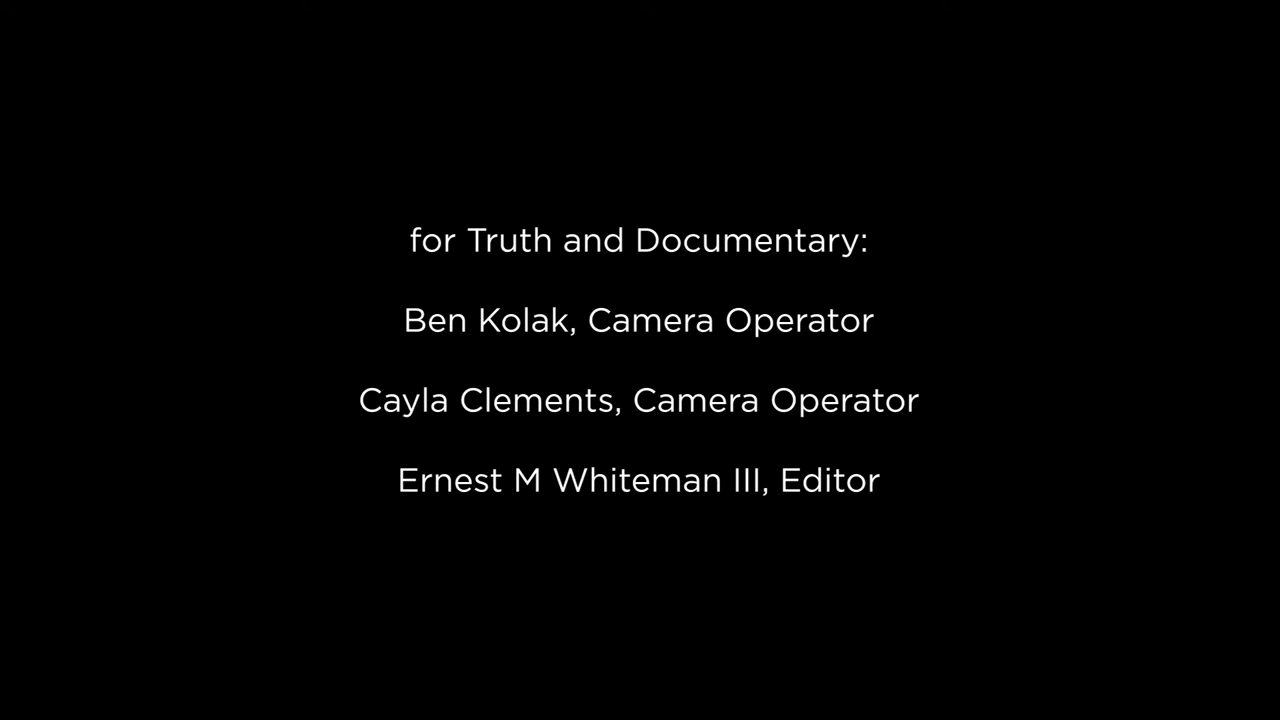 for Truth and Documentary:
Ben Kolak, Camera Operator
Cayla Clements, Camera Operator
Ernest M Whiteman III, Editor